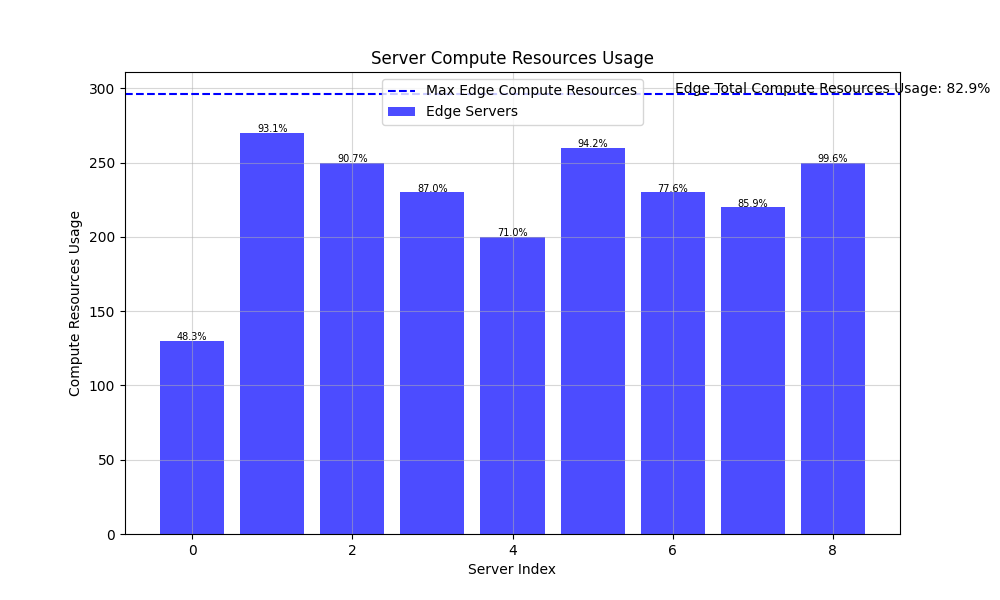 Server Compute Resources Usage
Max Edge Compute Resources
Edge Servers
Edge Total Compute Resources Usage: 82.9%
Compute Resources Usage
300
250
200
150
100
50
0
48.3%
93.1%
90.7%
87.0%
71.0%
94.2%
77.6%
85.9%
99.6%
0 2 4 6 8
Server Index